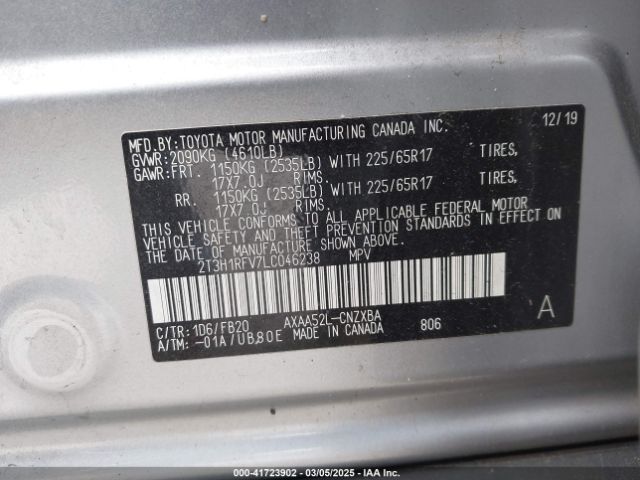 MFD.BY:TOYOTA MOTOR MANUFACTURING CANADA INC. 12/19
GVWR:2090KG (4610LB)
GAWR:FRT. 1150KG (2535LB) WITH 225/65R17 TIRES,
17X7.0J RIMS,
RR. 1150KG (2535LB) WITH 225/65R17 TIRES,
17X7.0J RIMS,
THIS VEHICLE CONFORMS TO ALL APPLICABLE FEDERAL MOTOR
VEHICLE SAFETY AND THEFT PREVENTION STANDARDS IN EFFECT ON
THE DATE OF MANUFACTURE SHOWN ABOVE.
2T3H1RFV7LC046238 MPV
C/TR: 1D6/FB20 AXAA52L-CNZXBA A
A/TM: -01A/UB80E MADE IN CANADA 806
000-41723902 - 03/05/2025 - IAA Inc.